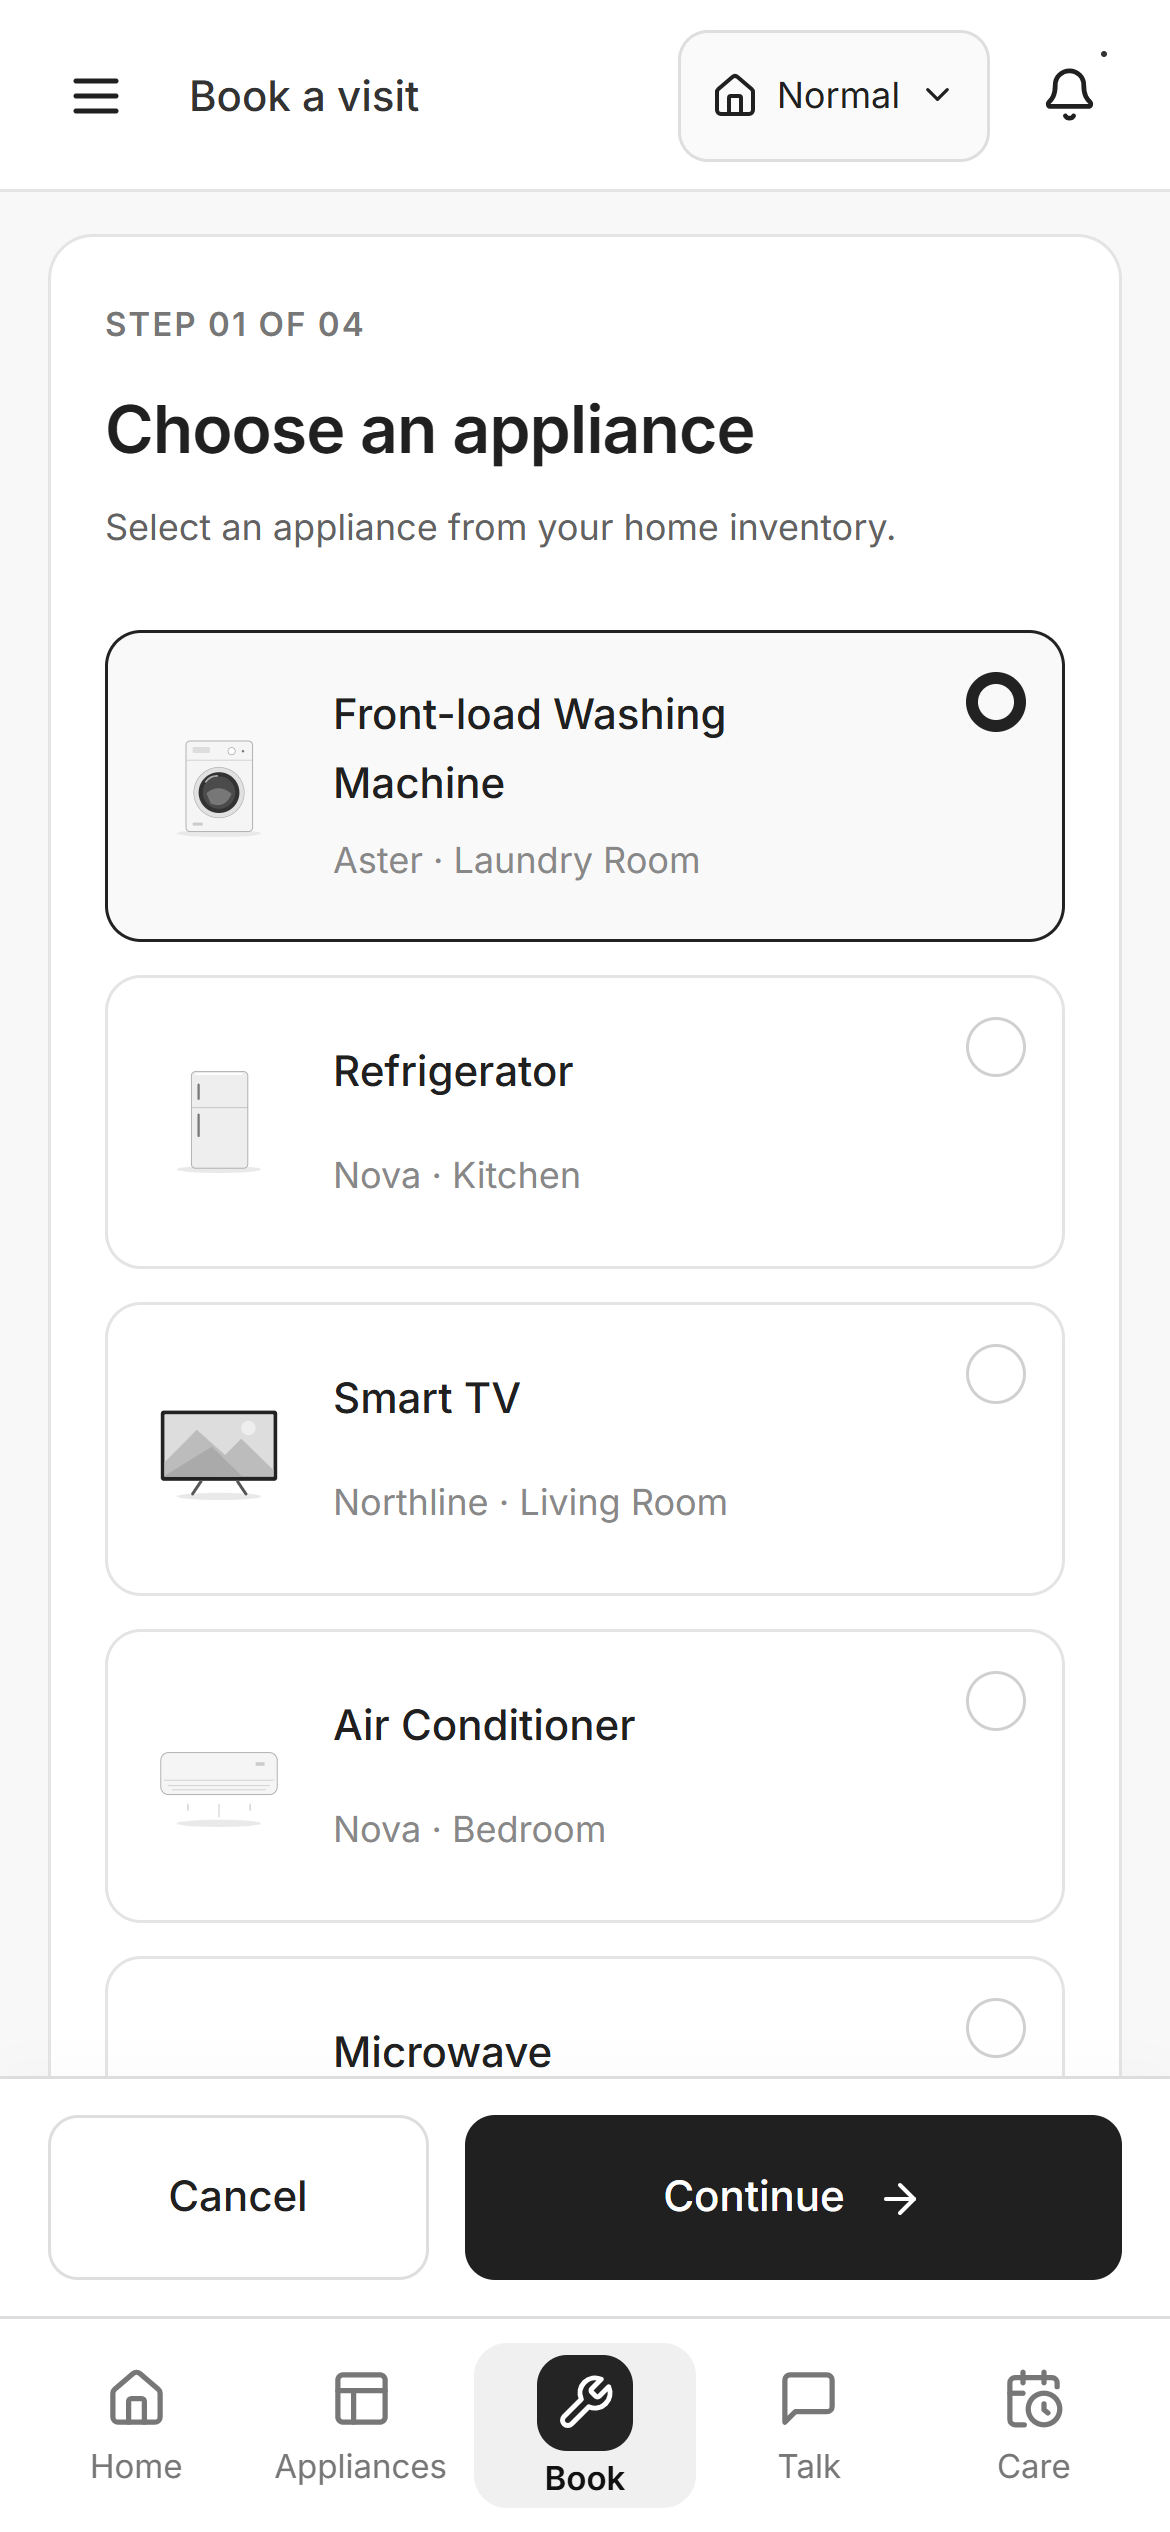 Book a visit
Normal
STEP 01 OF 04
Choose an appliance
Select an appliance from your home inventory.
Front-load Washing
Machine
Aster · Laundry Room
Refrigerator
Nova · Kitchen
Smart TV
Northline · Living Room
Air Conditioner
Nova · Bedroom
Microwave
Cancel
Continue →
Home
Appliances
Book
Talk
Care